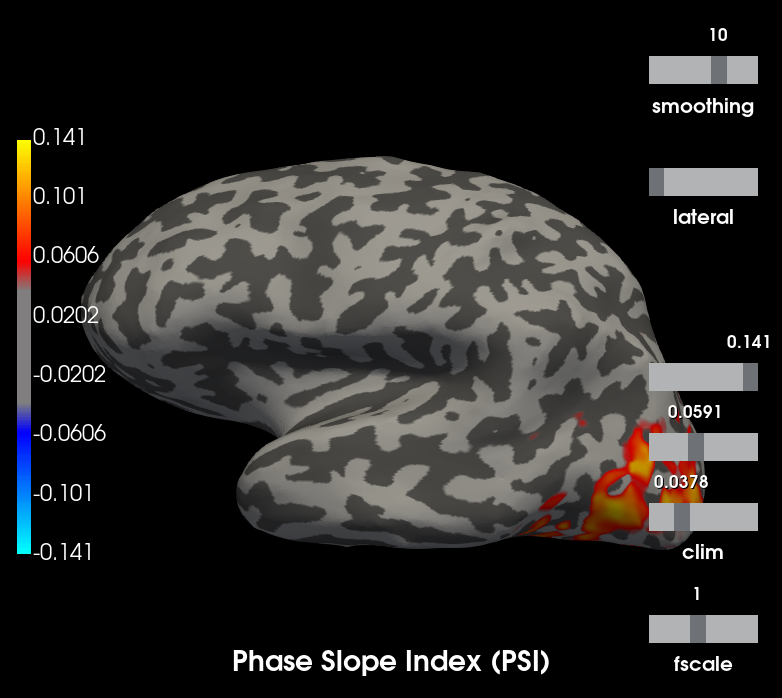 10
smoothing
lateral
0.141
0.101
0.0606
0.0202
-0.0202
-0.0606
-0.101
-0.141
0.141
0.0591
0.0378
clim
1
fscale
Phase Slope Index (PSI)